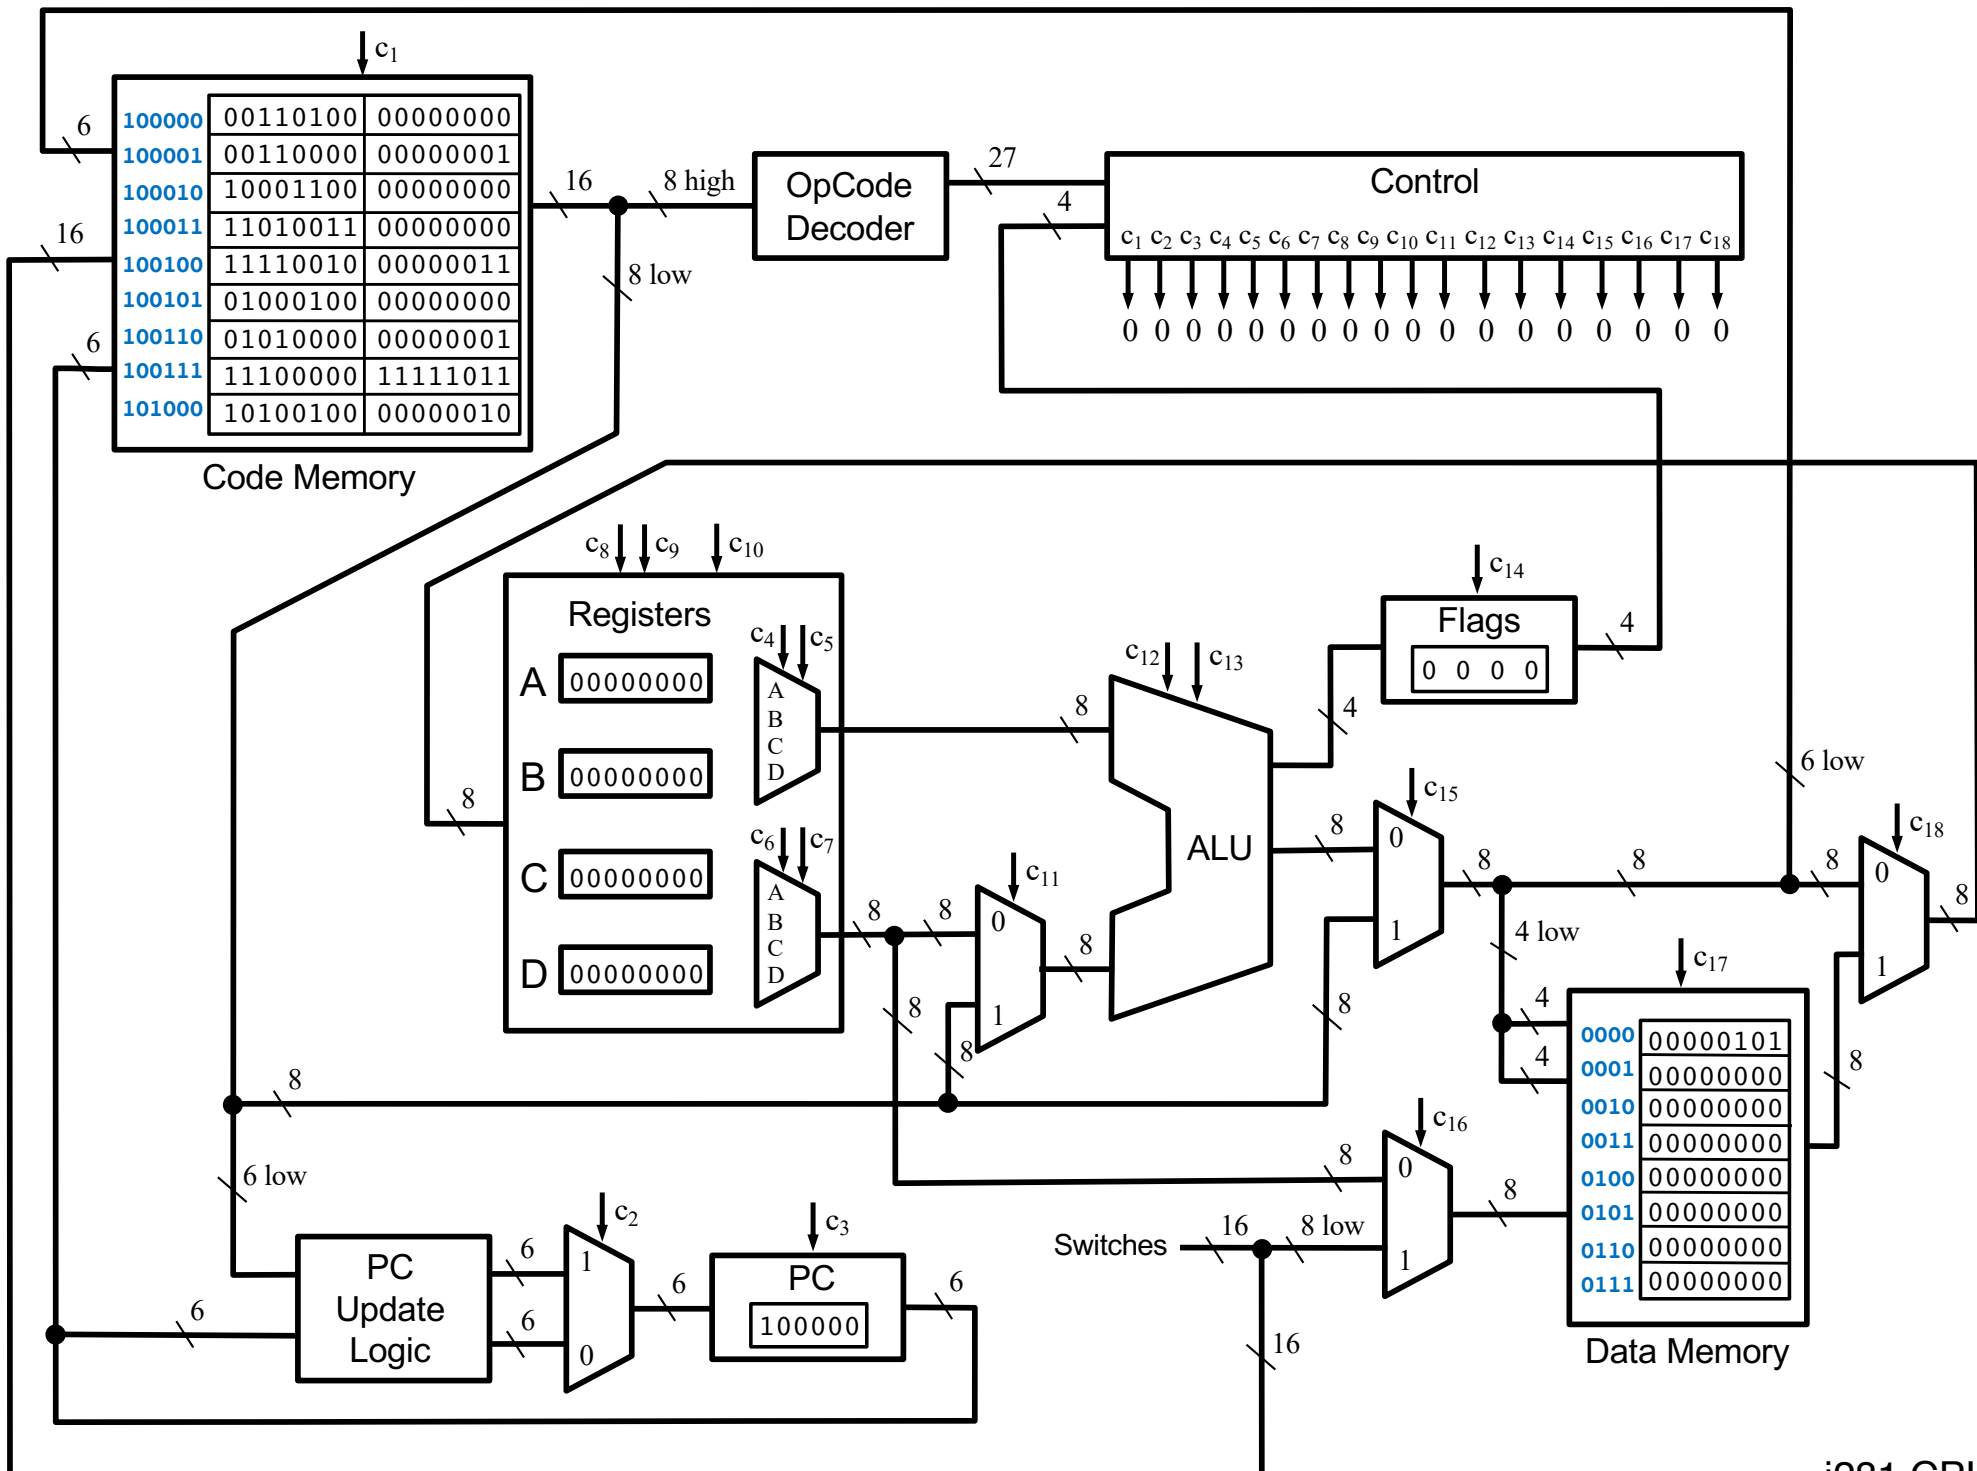 c1
100000 00110100 00000000
100001 00110000 00000001
100010 10001100 00000000
100011 11010011 00000000
100100 11110010 00000011
100101 01000100 00000000
100110 01010000 00000001
100111 11100000 11111011
101000 10100100 00000010
Code Memory
6
16
6
16
8 high
8 low
OpCode
Decoder
27
4
Control
c1 c2 c3 c4 c5 c6 c7 c8 c9 c10 c11 c12 c13 c14 c15 c16 c17 c18
0 0 0 0 0 0 0 0 0 0 0 0 0 0 0 0 0 0
c8 c9 c10
Registers
A 00000000
B 00000000
C 00000000
D 00000000
8
c4 c5
A
B
C
D
c6 c7
A
B
C
D
8
8
8
8
c11
0
1
8
8
c12 c13
ALU
4
8
c14
Flags
0 0 0 0
4
c15
0
1
8
8
8
6 low
8
c18
0
1
8
4 low
4
4
c17
0000 00000101
0001 00000000
0010 00000000
0011 00000000
0100 00000000
0101 00000000
0110 00000000
0111 00000000
Data Memory
8
8
6 low
PC
Update
Logic
6
6
6
c2
1
0
6
c3
PC
100000
6
Switches
16
8 low
16
8
c16
0
1
8